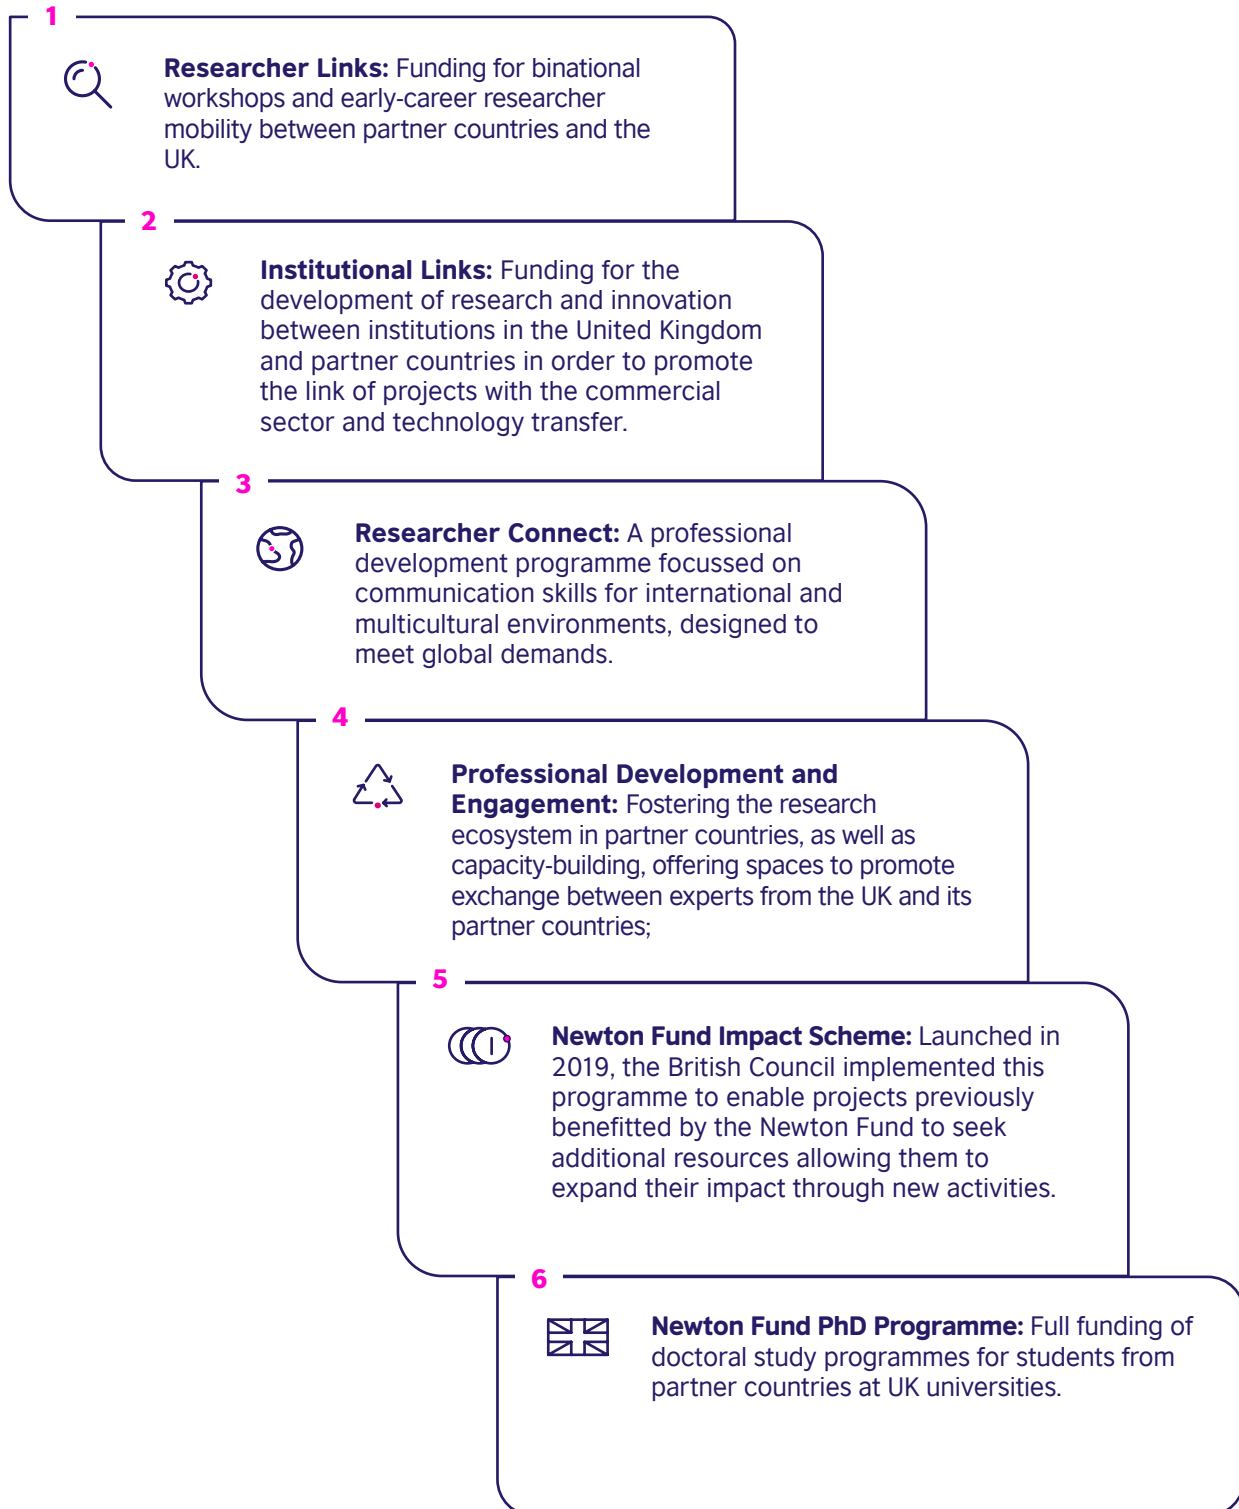 1
Researcher Links: Funding for binational
workshops and early-career researcher
mobility between partner countries and the
UK.
2
Institutional Links: Funding for the
development of research and innovation
between institutions in the United Kingdom
and partner countries in order to promote
the link of projects with the commercial
sector and technology transfer.
3
Researcher Connect: A professional
development programme focussed on
communication skills for international and
multicultural environments, designed to
meet global demands.
4
Professional Development and
Engagement: Fostering the research
ecosystem in partner countries, as well as
capacity-building, offering spaces to promote
exchange between experts from the UK and its
partner countries;
5
Newton Fund Impact Scheme: Launched in
2019, the British Council implemented this
programme to enable projects previously
benefitted by the Newton Fund to seek
additional resources allowing them to
expand their impact through new activities.
6
Newton Fund PhD Programme: Full funding of
doctoral study programmes for students from
partner countries at UK universities.